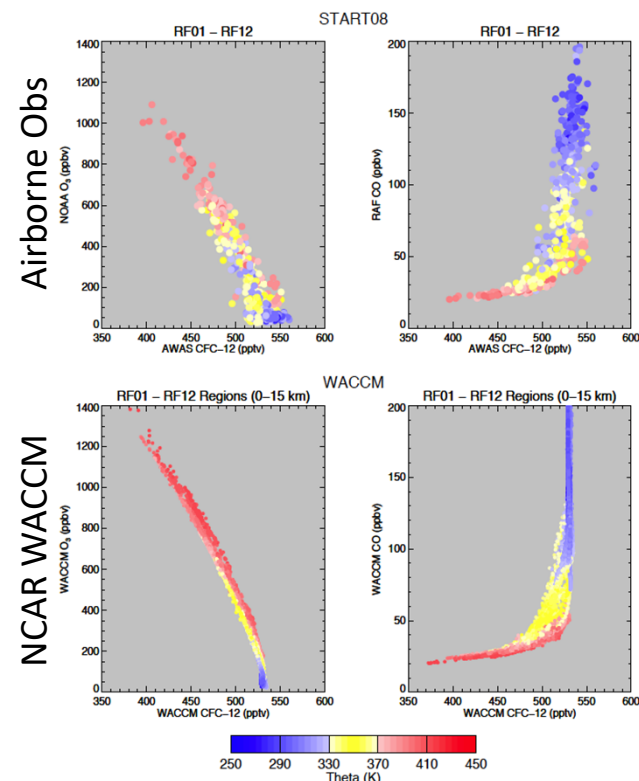 START08
RF01 – RF12
RF01 – RF12
Airborne Obs
NOAA O3 (ppbv)
1400
1200
1000
800
600
400
200
0
350 400 450 500 550 600
AWAS CFC–12 (pptv)
RAF CO (ppbv)
200
150
100
50
0
350 400 450 500 550 600
AWAS CFC–12 (pptv)
WACCM
RF01 – RF12 Regions (0–15 km)
RF01 – RF12 Regions (0–15 km)
NCAR WACCM
WACCM O3 (ppbv)
1400
1200
1000
800
600
400
200
0
350 400 450 500 550 600
WACCM CFC–12 (pptv)
WACCM CO (ppbv)
200
150
100
50
0
350 400 450 500 550 600
WACCM CFC–12 (pptv)
250 290 330 370 410 450
Theta (K)